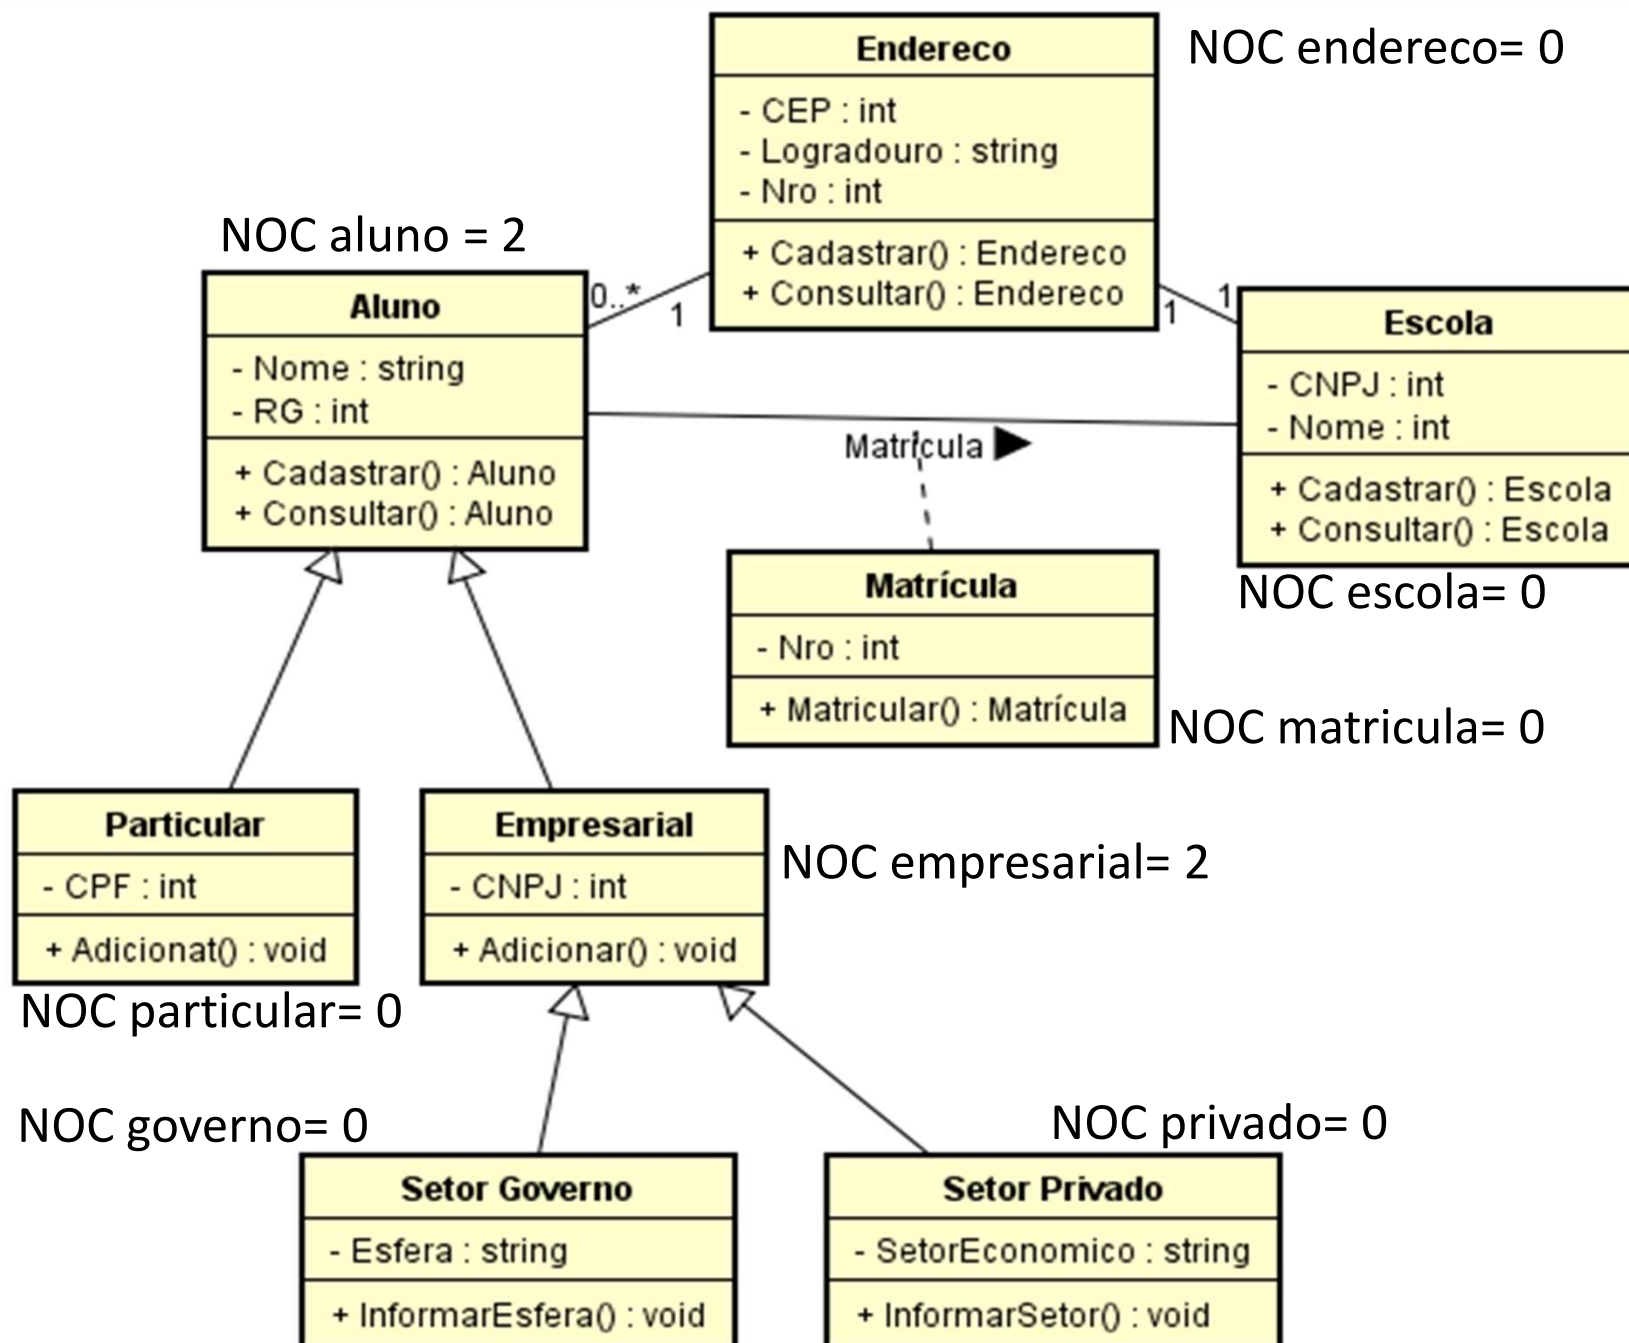 Endereco
NOC endereco= 0
- CEP : int
- Logradouro : string
- Nro : int
+ Cadastrar() : Endereco
+ Consultar() : Endereco
NOC aluno = 2
Aluno
- Nome : string
- RG : int
+ Cadastrar() : Aluno
+ Consultar() : Aluno
0..*
1
1
1
Escola
- CNPJ : int
- Nome : int
+ Cadastrar() : Escola
+ Consultar() : Escola
NOC escola= 0
Matrícula
Matrícula
- Nro : int
+ Matricular() : Matrícula
NOC matricula= 0
Particular
- CPF : int
+ Adicionat() : void
NOC particular= 0
Empresarial
- CNPJ : int
+ Adicionar() : void
NOC empresarial= 2
NOC governo= 0
Setor Governo
- Esfera : string
+ InformarEsfera() : void
NOC privado= 0
Setor Privado
- SetorEconomico : string
+ InformarSetor() : void